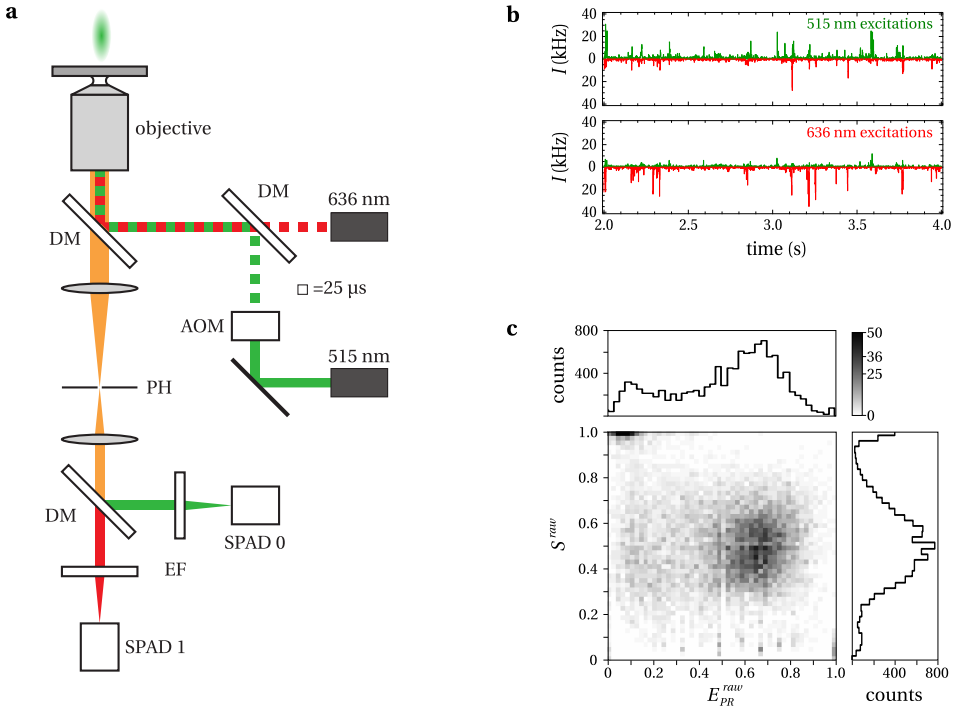 a
objective
DM
636 nm
DM
□ =25 µs
AOM
515 nm
PH
DM
SPAD 0
EF
SPAD 1
b
40
20
0
20
40
I (kHz)
515 nm excitations
40
20
0
20
40
I (kHz)
636 nm excitations
2.0 2.5 3.0 3.5 4.0
time (s)
c
800
400
counts
50
36
25
0
1.0
0.8
0.6
0.4
0.2
0
S^raw
0 0.2 0.4 0.6 0.8 1.0
E_PR^raw
400 800
counts